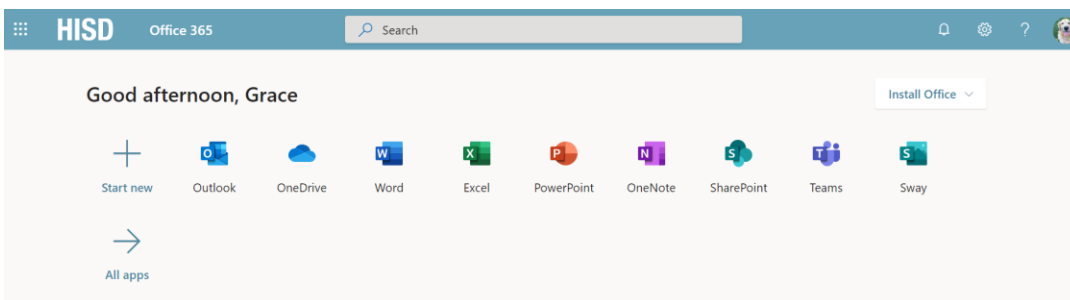 HISD Office 365 Search ?
Good afternoon, Grace Install Office
Start new Outlook OneDrive Word Excel PowerPoint OneNote SharePoint Teams Sway
All apps